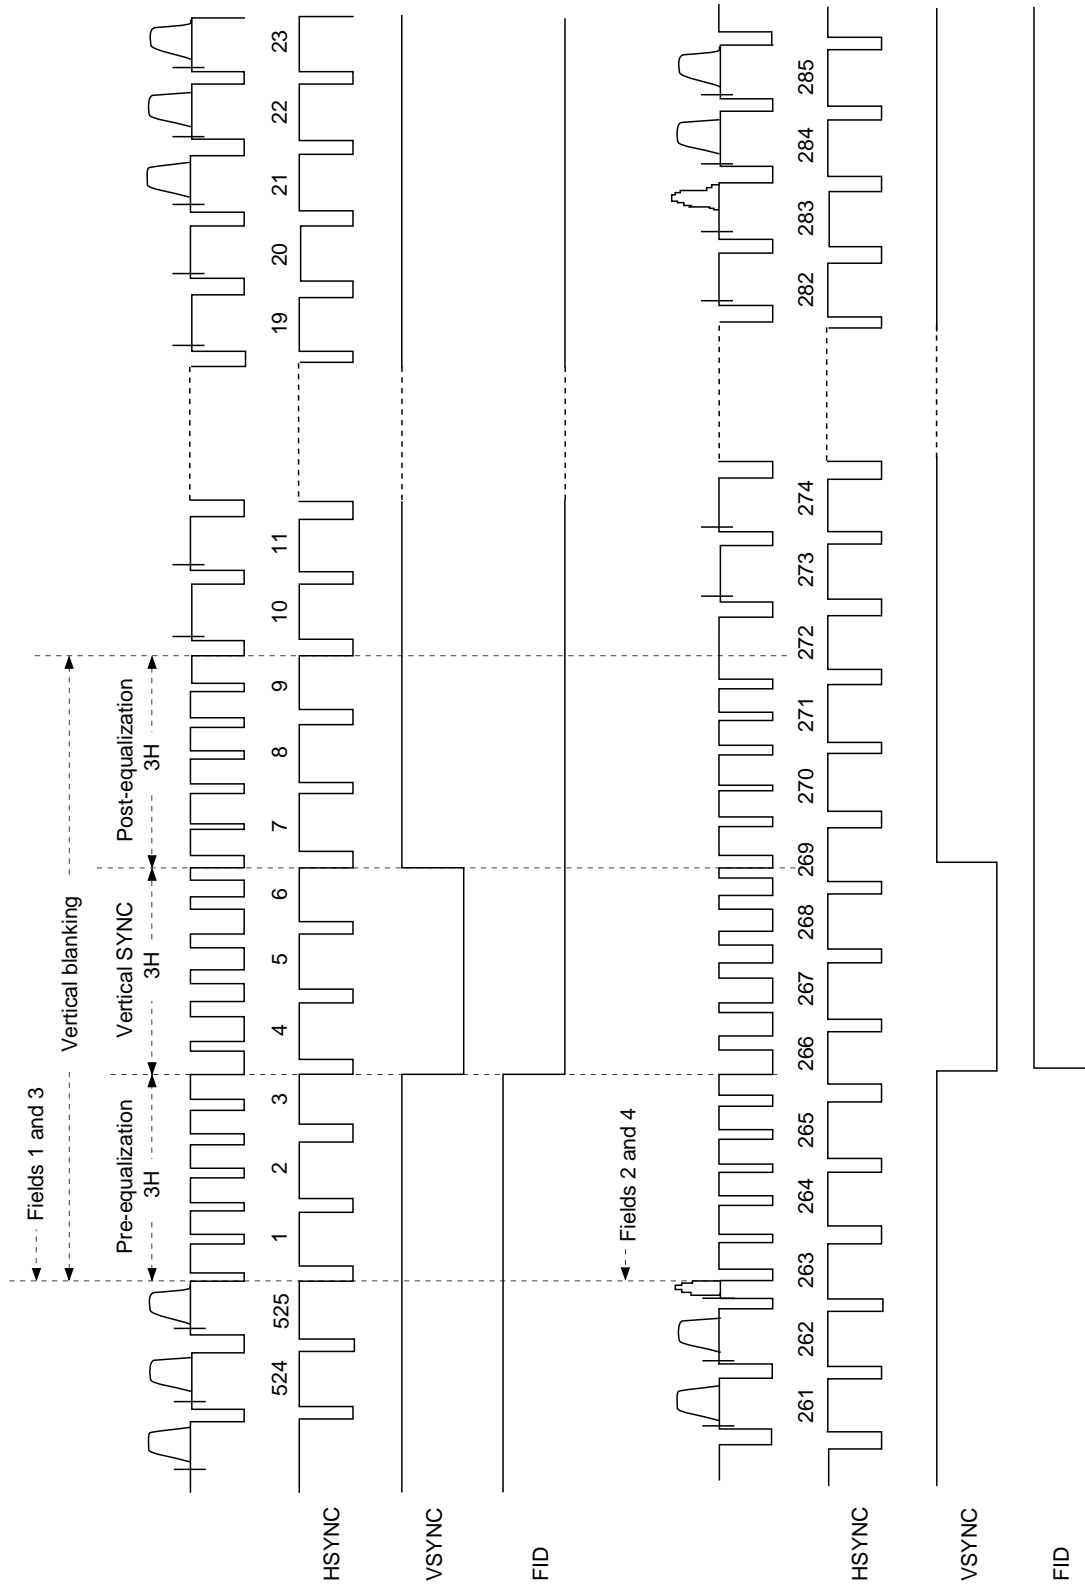 Fields 1 and 3
Vertical blanking
Pre-equalization
Vertical SYNC
Post-equalization
3H
3H
3H
524 525 1 2 3 4 5 6 7 8 9 10 11 19 20 21 22 23
HSYNC
VSYNC
FID
Fields 2 and 4
261 262 263 264 265 266 267 268 269 270 271 272 273 274 282 283 284 285
HSYNC
VSYNC
FID